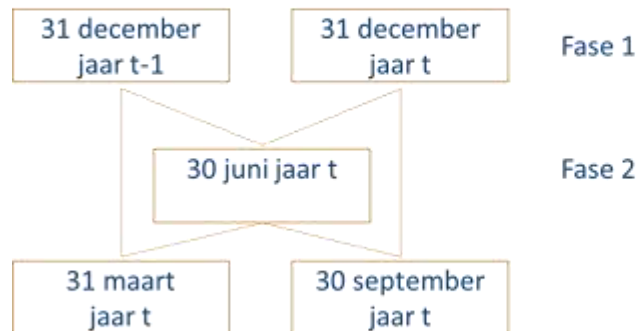 31 december
jaar t-1
31 december
jaar t
Fase 1
30 juni jaar t
Fase 2
31 maart
jaar t
30 september
jaar t